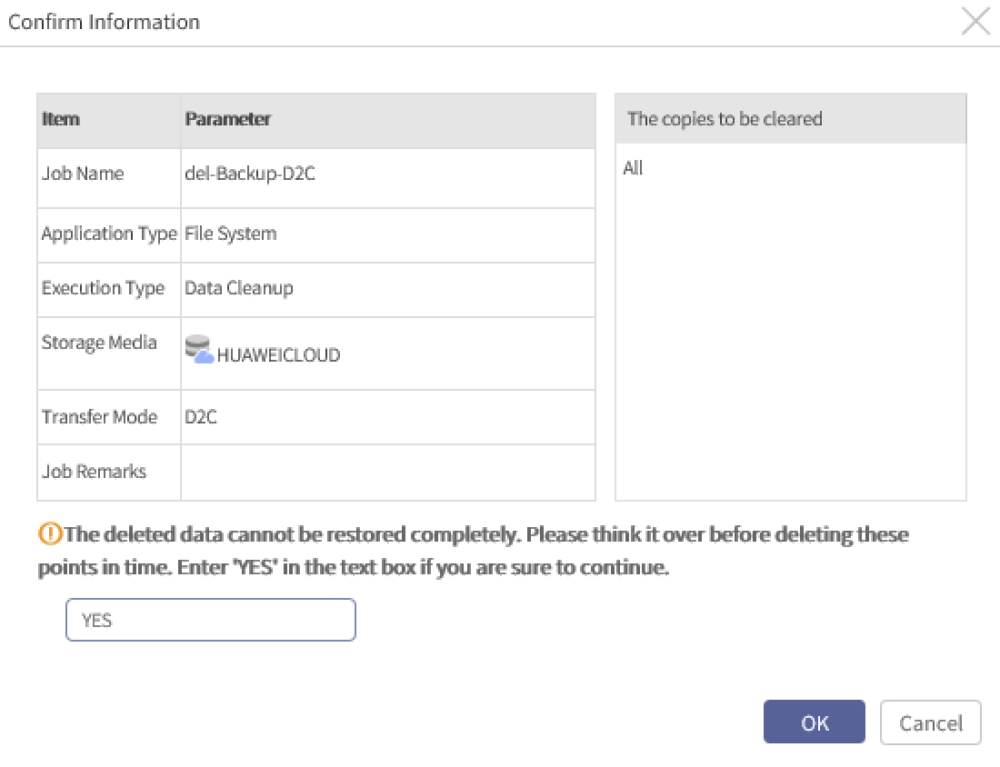 Confirm Information
Item Parameter
Job Name del-Backup-D2C
Application Type File System
Execution Type Data Cleanup
Storage Media HUAWEICLOUD
Transfer Mode D2C
Job Remarks
The copies to be cleared
All
The deleted data cannot be restored completely. Please think it over before deleting these
points in time. Enter 'YES' in the text box if you are sure to continue.
YES
OK Cancel